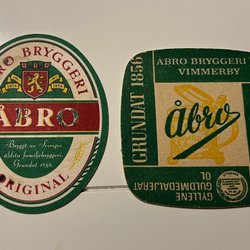 ÅBRO BRYGGERI
ÅBRO
Bryggt av Sveriges
äldsta familjebryggeri
Grundat 1856.
ORIGINAL
GRUNDAT 1856
ÅBRO BRYGGERI
VIMMERBY
åbro
GYLLENE
GULDMEDALJERAT
ÖL